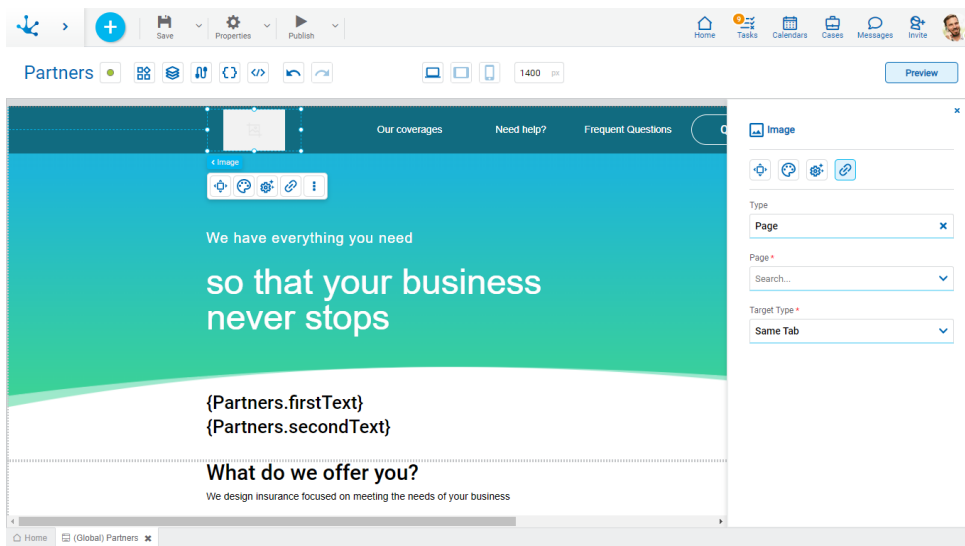 Save
Properties
Publish
Home
9
Tasks
Calendars
Cases
Messages
Invite
Partners
1400 px
Preview
Our coverages
Need help?
Frequent Questions
Image
Image
Type
Page
Page *
Search...
Target Type *
Same Tab
We have everything you need
so that your business
never stops
{Partners.firstText}
{Partners.secondText}
What do we offer you?
We design insurance focused on meeting the needs of your business
Home
(Global) Partners